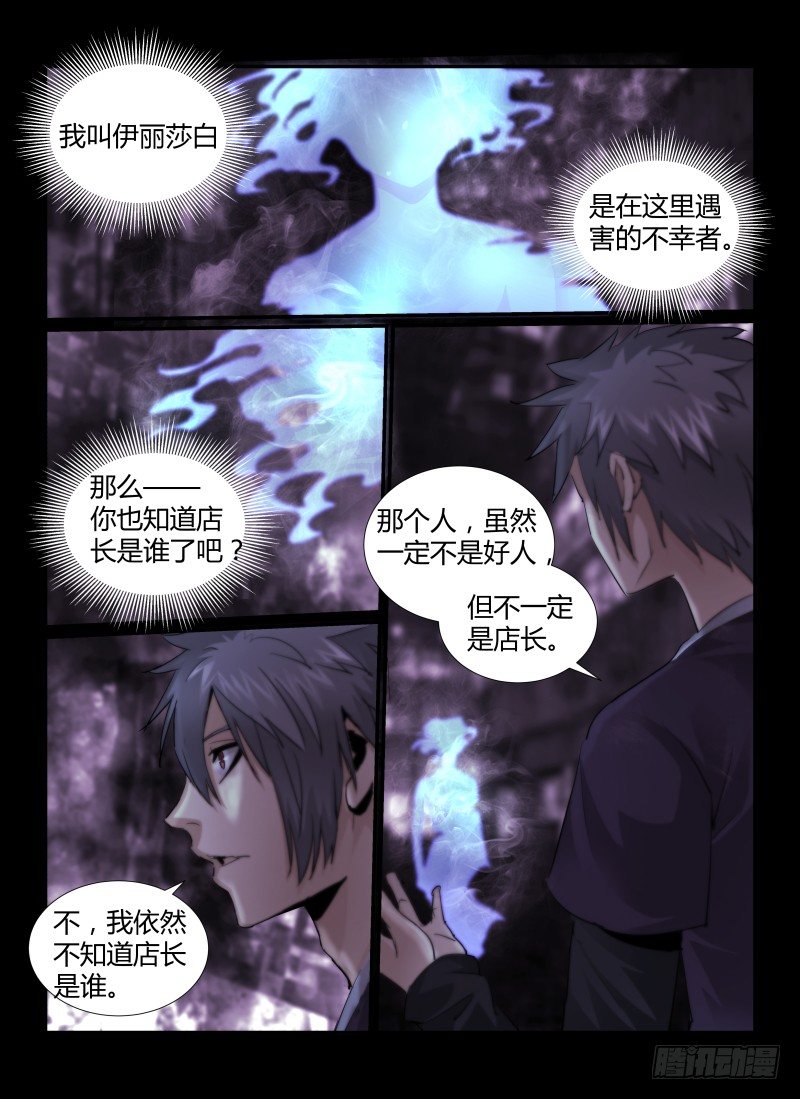 我叫伊丽莎白
是在这里遇
害的不幸者。
那么——
你也知道店
长是谁了吧？
那个人，虽然
一定不是好人，
但不一定
是店长。
不，我依然
不知道店长
是谁。
腾讯动漫